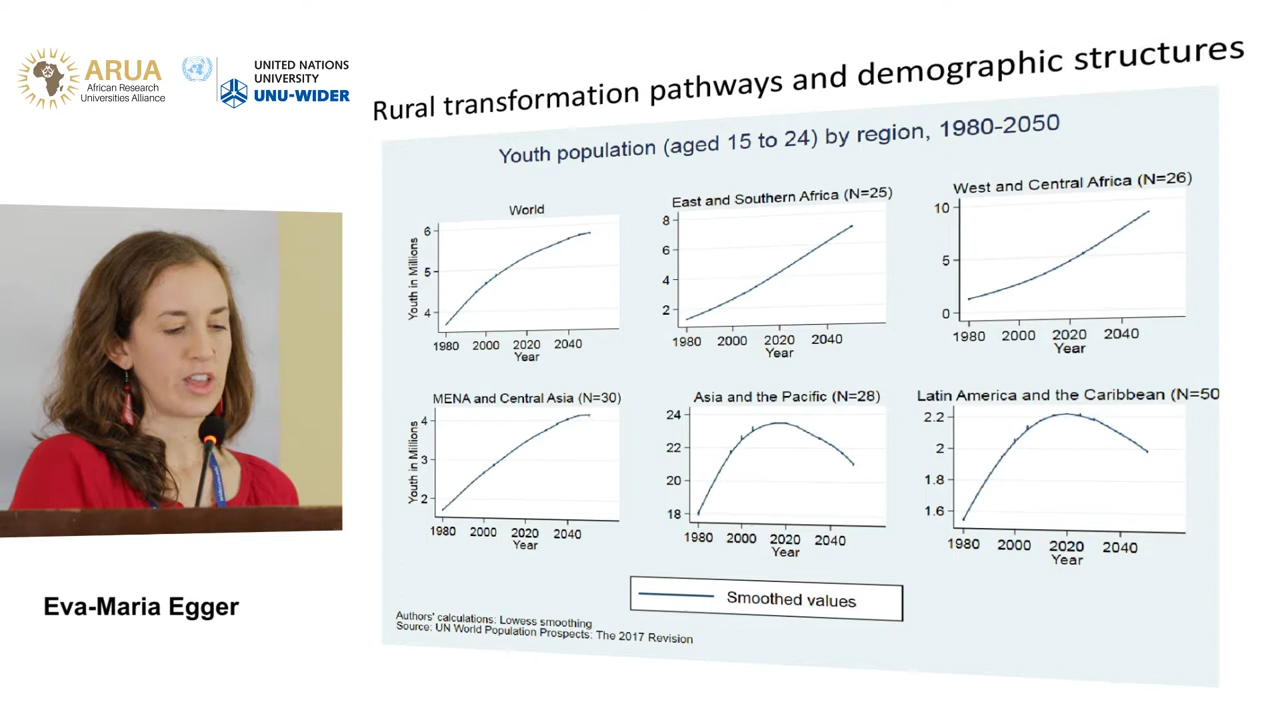 ARUA
African Research
Universities Alliance
UNITED NATIONS
UNIVERSITY
UNU-WIDER
Rural transformation pathways and demographic structures
Youth population (aged 15 to 24) by region, 1980-2050
World
Youth in Millions
6
5
4
1980 2000 2020 2040
Year
East and Southern Africa (N=25)
8
6
4
2
1980 2000 2020 2040
Year
West and Central Africa (N=26)
10
5
0
1980 2000 2020 2040
Year
MENA and Central Asia (N=30)
Youth in Millions
4
3
2
1980 2000 2020 2040
Year
Asia and the Pacific (N=28)
24
22
20
18
1980 2000 2020 2040
Year
Latin America and the Caribbean (N=50
2.2
2
1.8
1.6
1980 2000 2020 2040
Year
Smoothed values
Authors' calculations: Lowess smoothing
Source: UN World Population Prospects: The 2017 Revision
Eva-Maria Egger